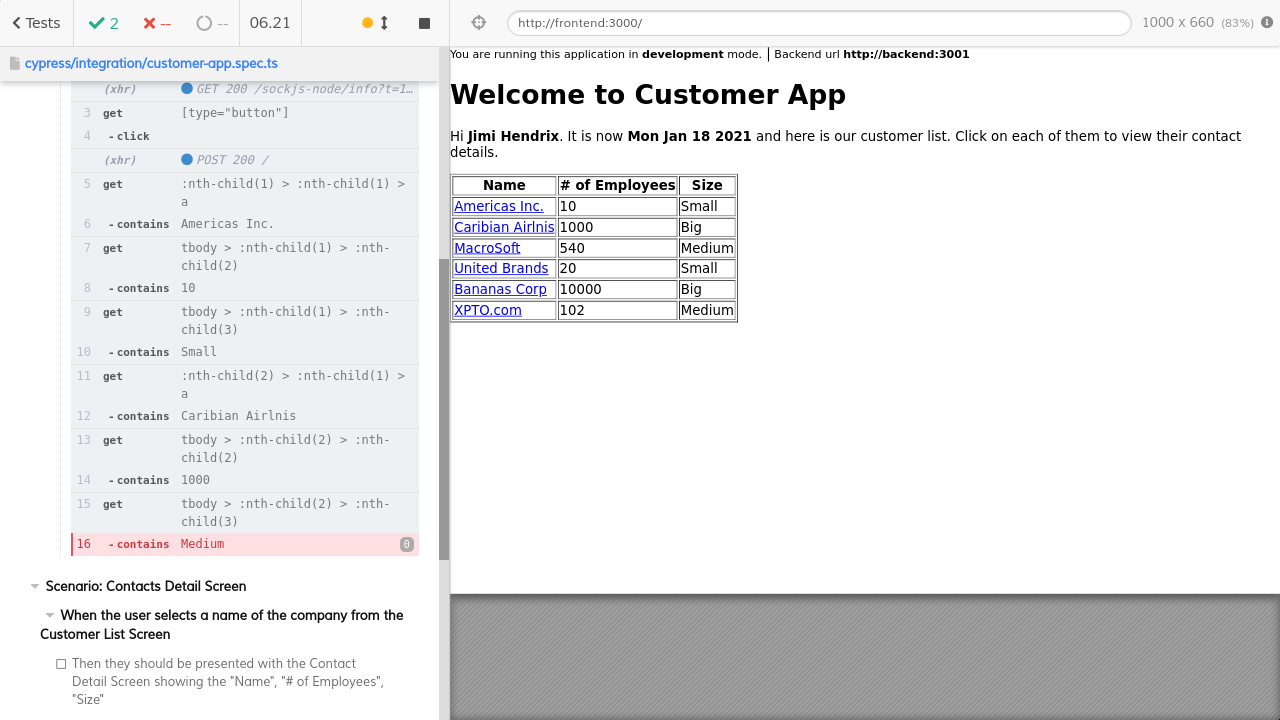 Tests
2
--
--
06.21
http://frontend:3000/
1000 x 660 (83%)
cypress/integration/customer-app.spec.ts
(xhr) GET 200 /sockjs-node/info?t=1…
3 get [type="button"]
4 -click
(xhr) POST 200 /
5 get :nth-child(1) > :nth-child(1) >
a
6 -contains Americas Inc.
7 get tbody > :nth-child(1) > :nth-
child(2)
8 -contains 10
9 get tbody > :nth-child(1) > :nth-
child(3)
10 -contains Small
11 get :nth-child(2) > :nth-child(1) >
a
12 -contains Caribian Airlnis
13 get tbody > :nth-child(2) > :nth-
child(2)
14 -contains 1000
15 get tbody > :nth-child(2) > :nth-
child(3)
16 -contains Medium 0
Scenario: Contacts Detail Screen
When the user selects a name of the company from the
Customer List Screen
Then they should be presented with the Contact
Detail Screen showing the "Name", "# of Employees",
"Size"
You are running this application in development mode. | Backend url http://backend:3001
Welcome to Customer App
Hi Jimi Hendrix. It is now Mon Jan 18 2021 and here is our customer list. Click on each of them to view their contact
details.
Name # of Employees Size
Americas Inc. 10 Small
Caribian Airlnis 1000 Big
MacroSoft 540 Medium
United Brands 20 Small
Bananas Corp 10000 Big
XPTO.com 102 Medium